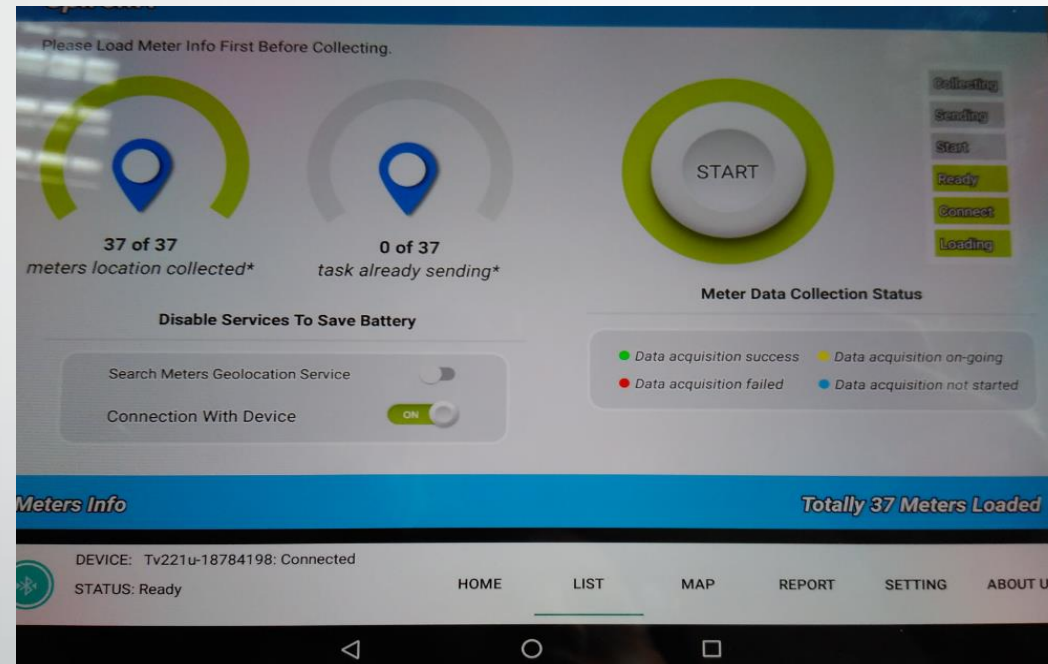 Please Load Meter Info First Before Collecting.
37 of 37
meters location collected*
0 of 37
task already sending*
Disable Services To Save Battery
Search Meters Geolocation Service
Connection With Device
ON
START
Collecting
Sending
Start
Ready
Connect
Loading
Meter Data Collection Status
Data acquisition success
Data acquisition on-going
Data acquisition failed
Data acquisition not started
Meters Info
Totally 37 Meters Loaded
DEVICE: Tv221u-18784198: Connected
STATUS: Ready
HOME LIST MAP REPORT SETTING ABOUT U